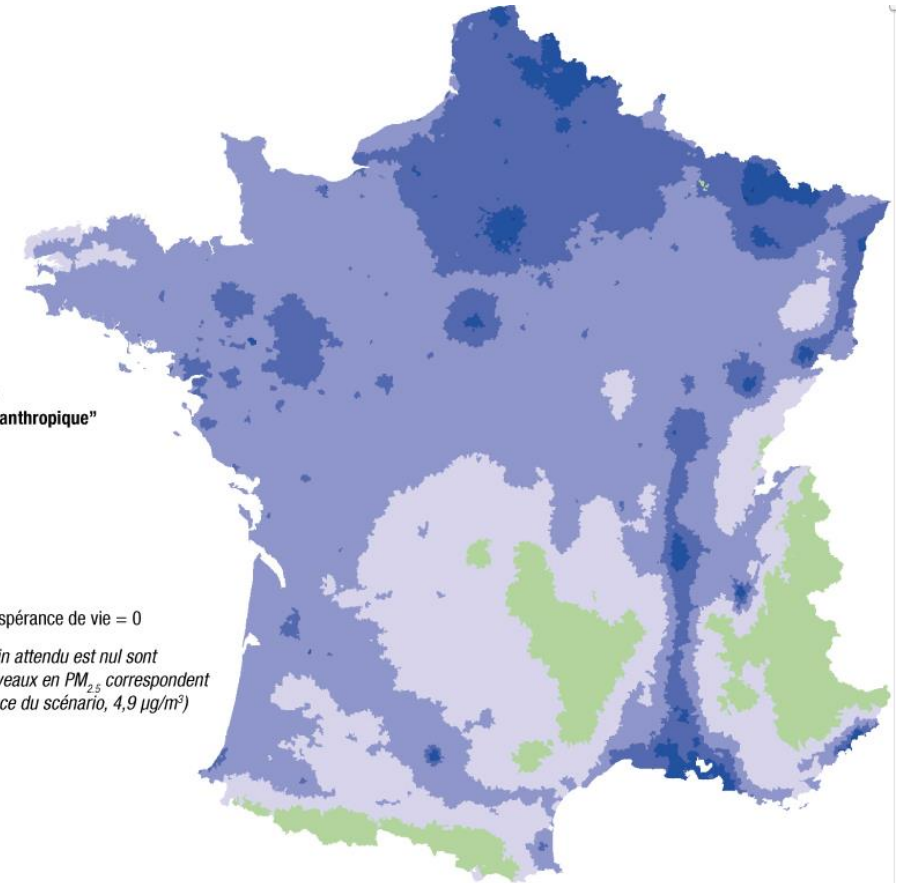 anthropique”
spérance de vie = 0
in attendu est nul sont
veaux en PM2.5 correspondent
ce du scénario, 4,9 µg/m³)